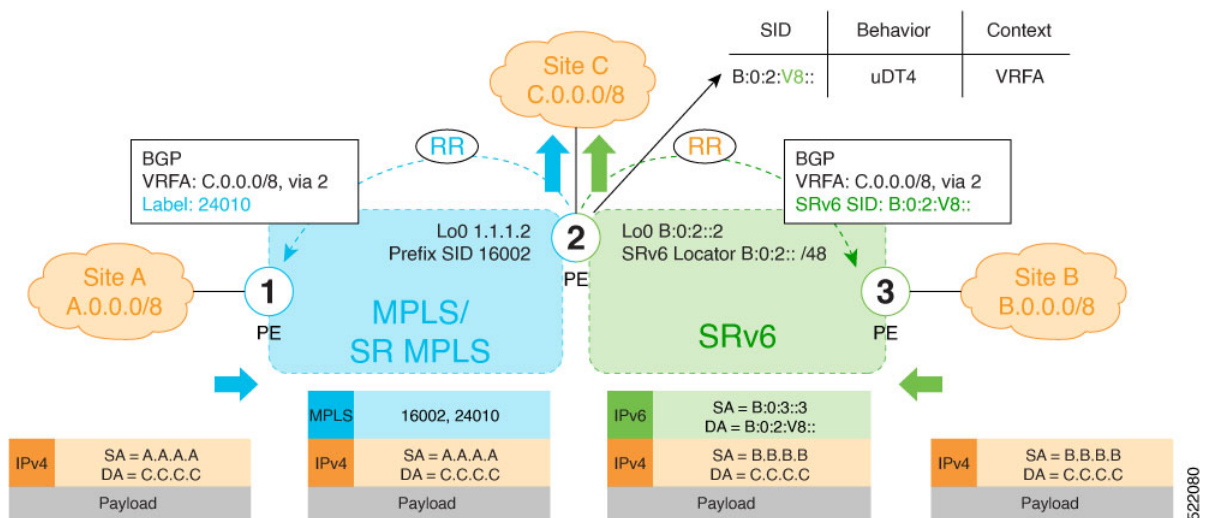 SID Behavior Context
B:0:2:V8:: uDT4 VRFA
Site C
C.0.0.0/8
RR
RR
BGP
VRFA: C.0.0.0/8, via 2
Label: 24010
BGP
VRFA: C.0.0.0/8, via 2
SRv6 SID: B:0:2:V8::
Lo0 1.1.1.2
Prefix SID 16002
2
PE
Lo0 B:0:2::2
SRv6 Locator B:0:2:: /48
Site A
A.0.0.0/8
1
PE
MPLS/
SR MPLS
SRv6
3
PE
Site B
B.0.0.0/8
MPLS 16002, 24010
IPv6
SA = B:0:3::3
DA = B:0:2:V8::
IPv4
SA = A.A.A.A
DA = C.C.C.C
Payload
IPv4
SA = A.A.A.A
DA = C.C.C.C
Payload
IPv4
SA = B.B.B.B
DA = C.C.C.C
Payload
IPv4
SA = B.B.B.B
DA = C.C.C.C
Payload
522080